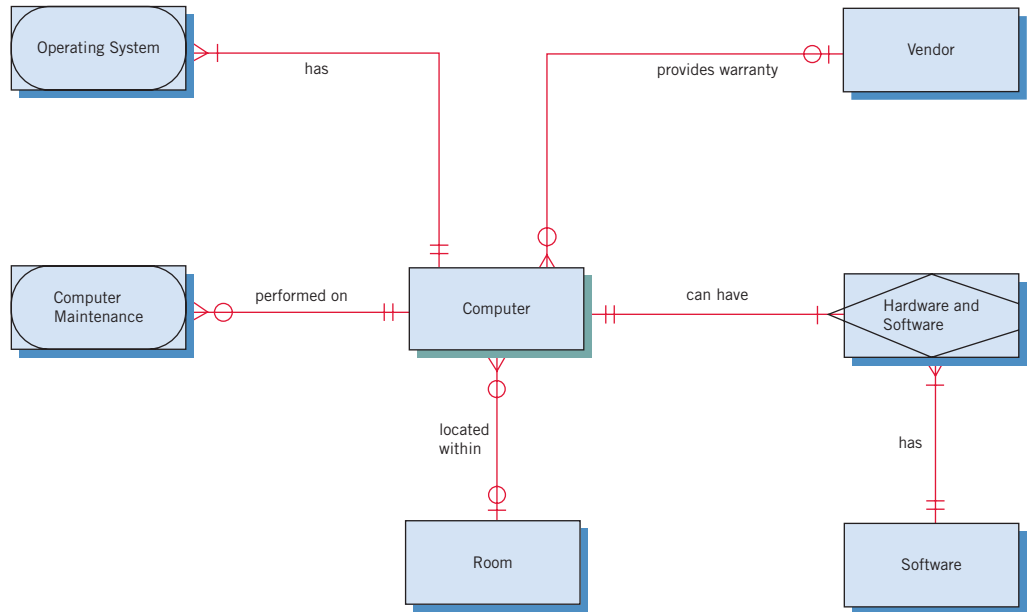 Operating System
has
provides warranty
Vendor
Computer
Maintenance
performed on
Computer
can have
Hardware and
Software
located
within
has
Room
Software